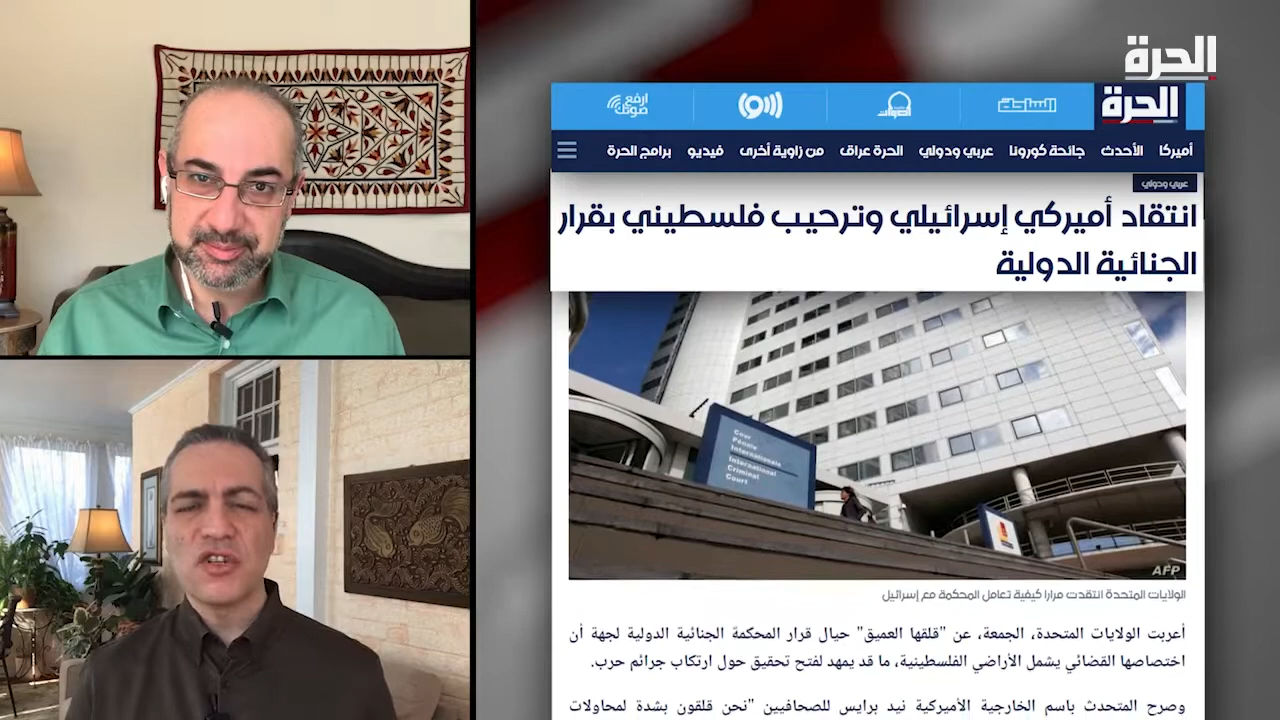 الحرة
الحرة
الساحة
أصوات
ارفع
صوتك
أميركا
الأحدث
جائحة كورونا
عربي ودولي
الحرة عراق
من زاوية أخرى
فيديو
برامج الحرة
عربي ودولي
انتقاد أميركي إسرائيلي وترحيب فلسطيني بقرار
الجنائية الدولية
Cour
Pénale
Internationale
International
Criminal
Court
AFP
الولايات المتحدة انتقدت مرارا كيفية تعامل المحكمة مع إسرائيل
أعربت الولايات المتحدة، الجمعة، عن "قلقها العميق" حيال قرار المحكمة الجنائية الدولية لجهة أن
اختصاصها القضائي يشمل الأراضي الفلسطينية، ما قد يمهد لفتح تحقيق حول ارتكاب جرائم حرب.
وصرح المتحدث باسم الخارجية الأميركية نيد برايس للصحافيين "نحن قلقون بشدة لمحاولات